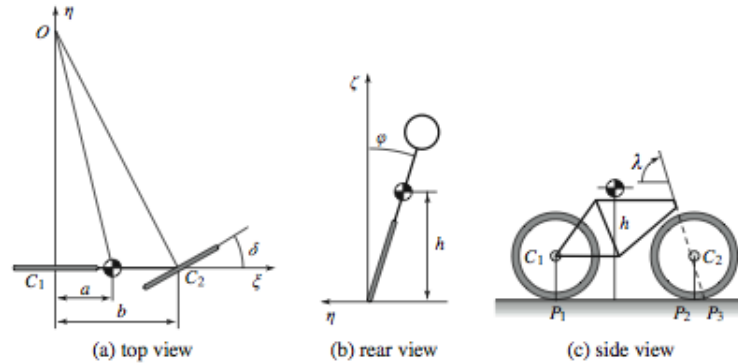 η
O
δ
C₁
C₂
ξ
a
b
(a) top view
ζ
φ
h
η
(b) rear view
λ
h
C₁
C₂
P₁
P₂
P₃
(c) side view